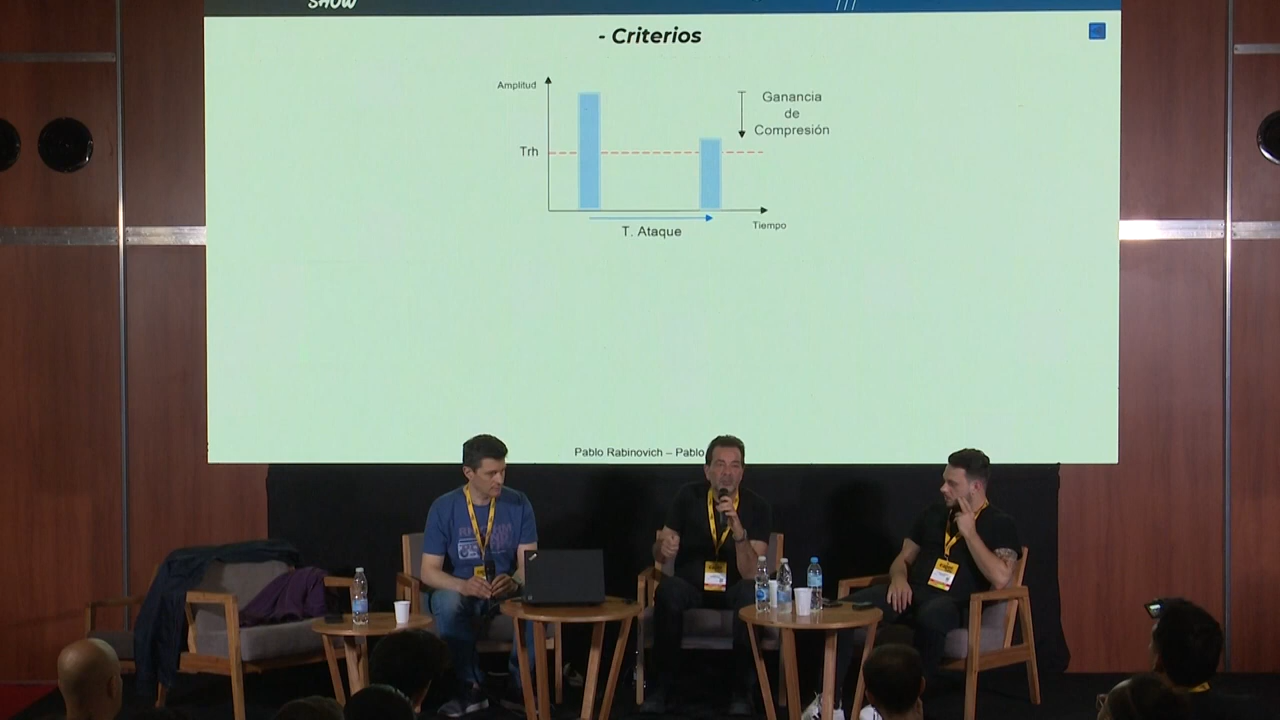 SHOW
- Criterios
Amplitud
Ganancia
de
Compresión
Trh
T. Ataque
Tiempo
Pablo Rabinovich – Pablo